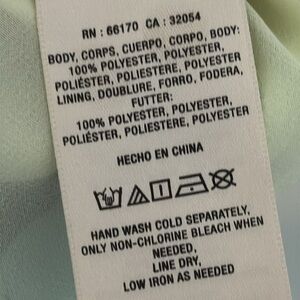 RN : 66170 CA : 32054
BODY, CORPS, CUERPO, CORPO, BODY:
100% POLYESTER, POLYESTER,
POLIÉSTER, POLIESTERE, POLYESTER
LINING, DOUBLURE, FORRO, FODERA,
FUTTER:
100% POLYESTER, POLYESTER,
POLIÉSTER, POLIESTERE, POLYESTER
HECHO EN CHINA
HAND WASH COLD SEPARATELY,
ONLY NON-CHLORINE BLEACH WHEN
NEEDED,
LINE DRY,
LOW IRON AS NEEDED